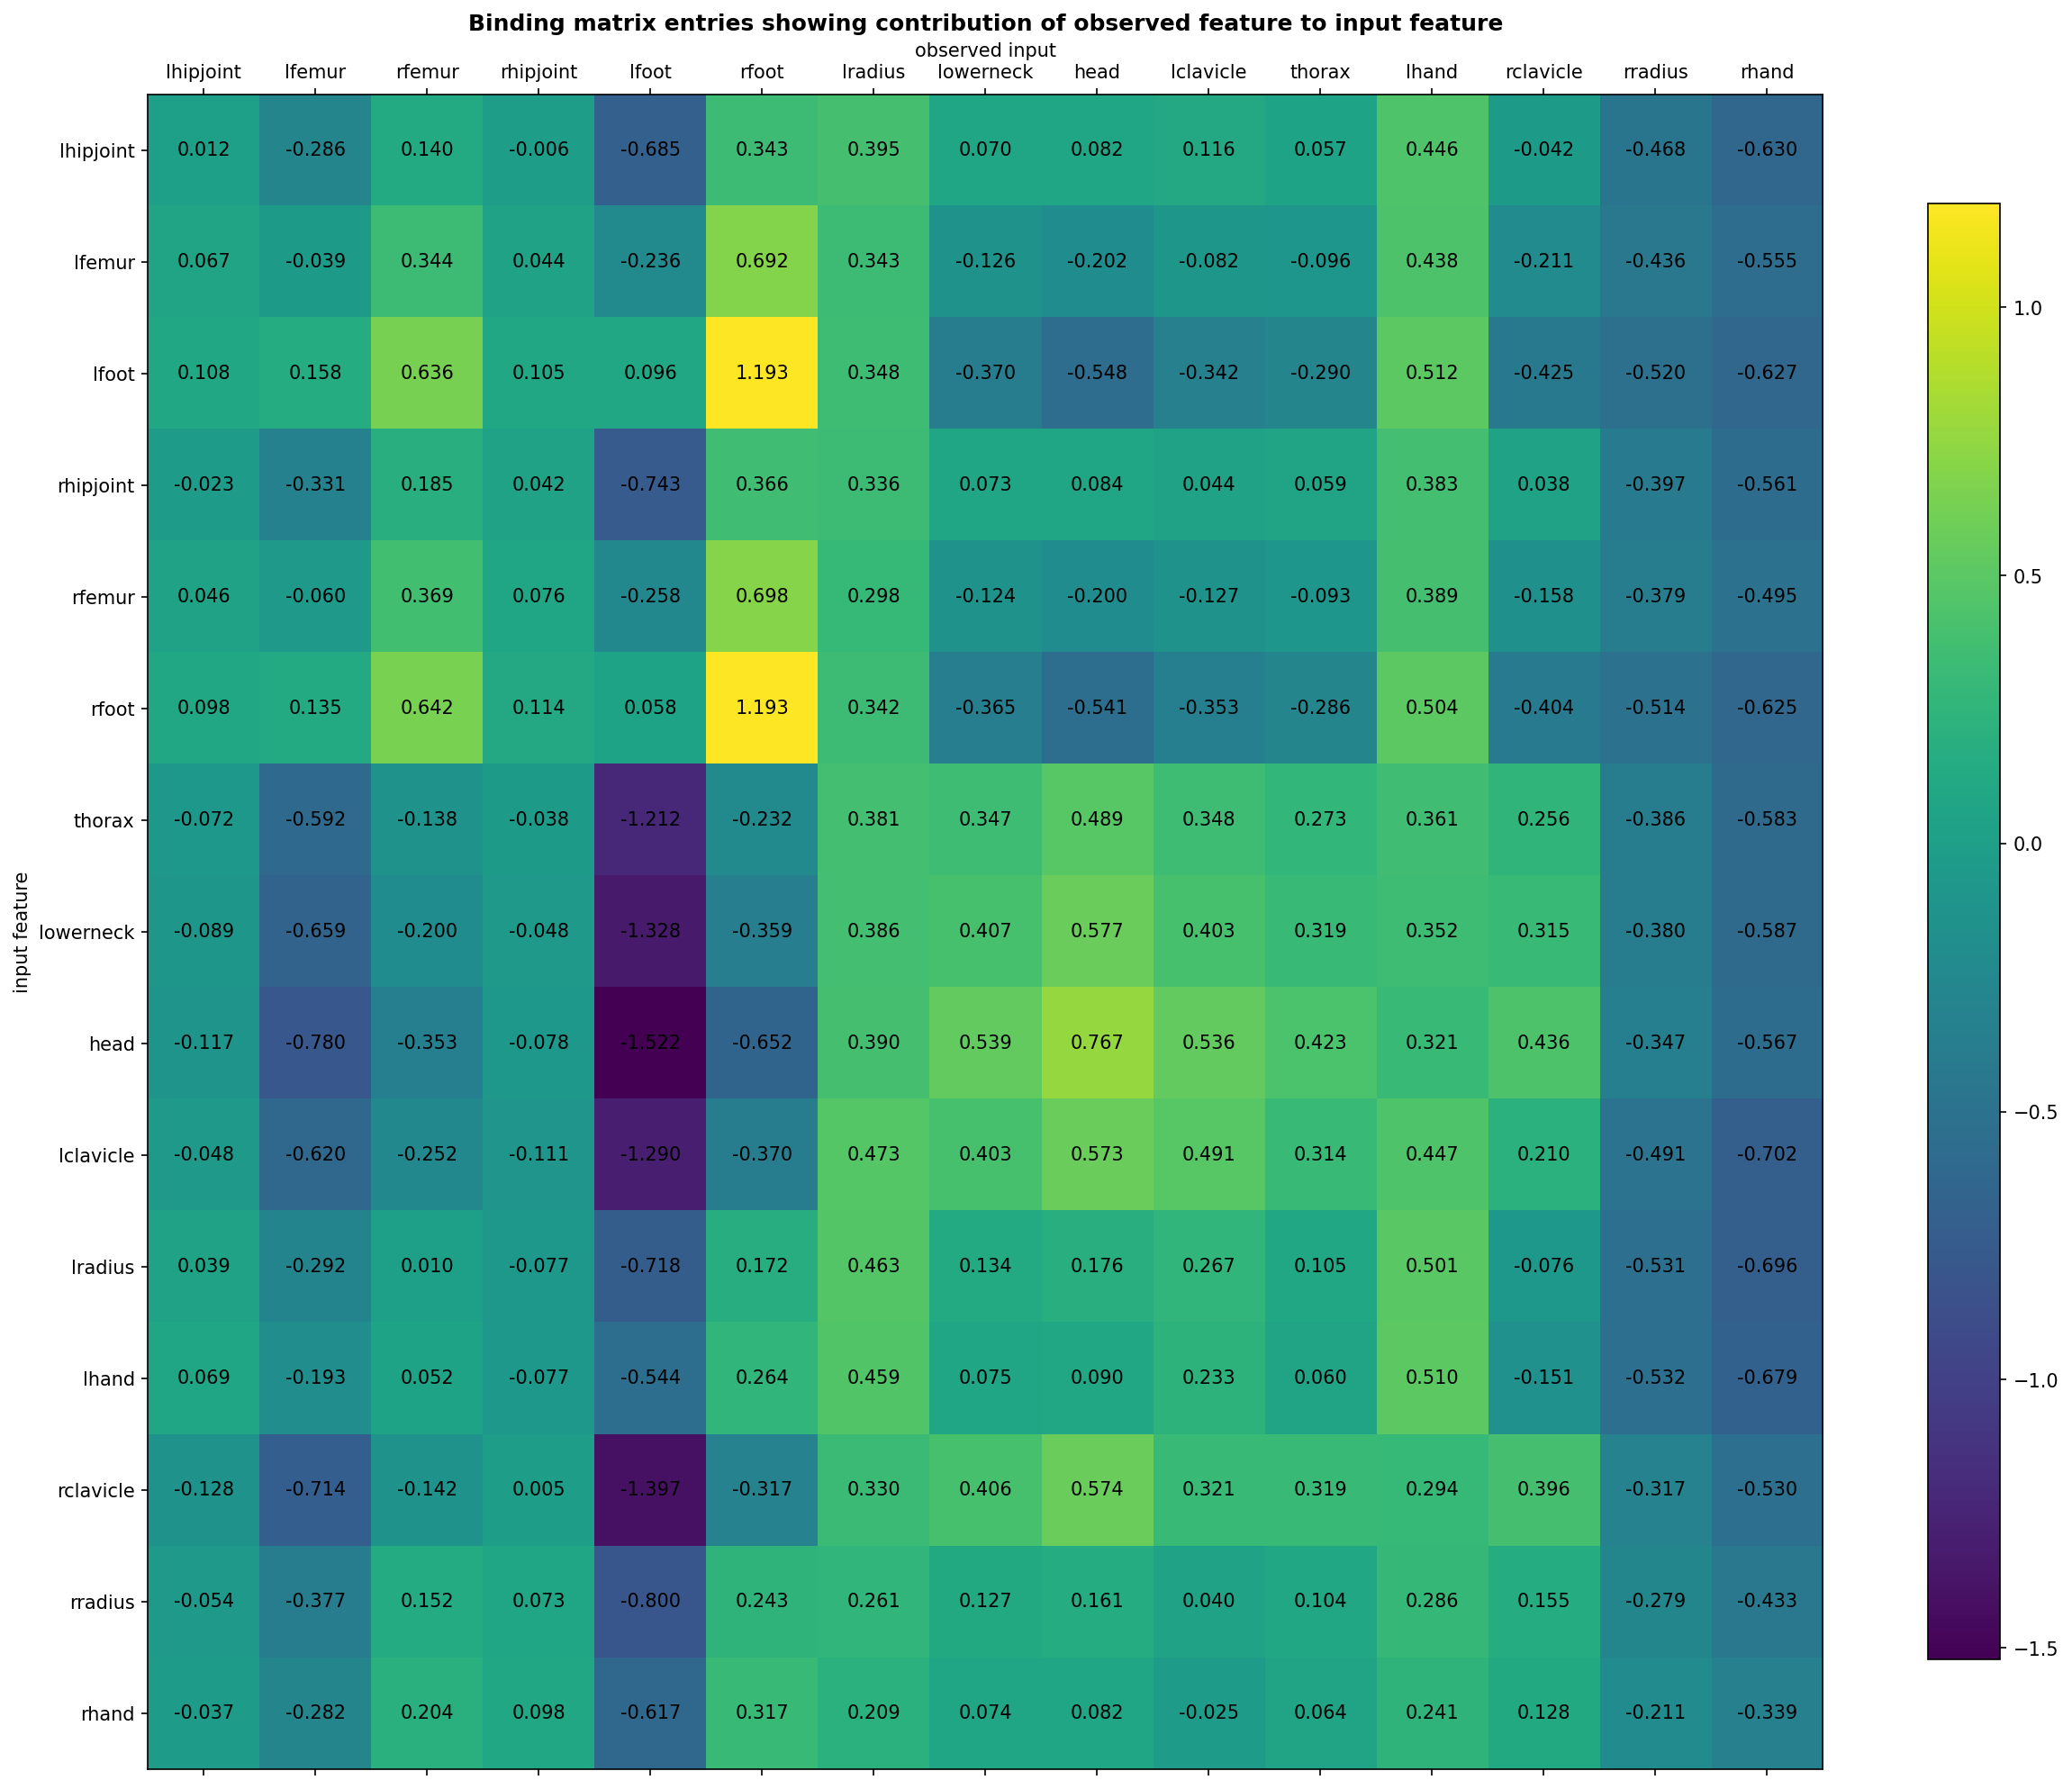 Binding matrix entries showing contribution of observed feature to input feature
observed input
lhipjoint lfemur rfemur rhipjoint lfoot rfoot lradius lowerneck head lclavicle thorax lhand rclavicle rradius rhand
lhipjoint 0.012 -0.286 0.140 -0.006 -0.685 0.343 0.395 0.070 0.082 0.116 0.057 0.446 -0.042 -0.468 -0.630
lfemur 0.067 -0.039 0.344 0.044 -0.236 0.692 0.343 -0.126 -0.202 -0.082 -0.096 0.438 -0.211 -0.436 -0.555
lfoot 0.108 0.158 0.636 0.105 0.096 1.193 0.348 -0.370 -0.548 -0.342 -0.290 0.512 -0.425 -0.520 -0.627
rhipjoint -0.023 -0.331 0.185 0.042 -0.743 0.366 0.336 0.073 0.084 0.044 0.059 0.383 0.038 -0.397 -0.561
rfemur 0.046 -0.060 0.369 0.076 -0.258 0.698 0.298 -0.124 -0.200 -0.127 -0.093 0.389 -0.158 -0.379 -0.495
rfoot 0.098 0.135 0.642 0.114 0.058 1.193 0.342 -0.365 -0.541 -0.353 -0.286 0.504 -0.404 -0.514 -0.625
thorax -0.072 -0.592 -0.138 -0.038 -1.212 -0.232 0.381 0.347 0.489 0.348 0.273 0.361 0.256 -0.386 -0.583
lowerneck -0.089 -0.659 -0.200 -0.048 -1.328 -0.359 0.386 0.407 0.577 0.403 0.319 0.352 0.315 -0.380 -0.587
head -0.117 -0.780 -0.353 -0.078 -1.522 -0.652 0.390 0.539 0.767 0.536 0.423 0.321 0.436 -0.347 -0.567
lclavicle -0.048 -0.620 -0.252 -0.111 -1.290 -0.370 0.473 0.403 0.573 0.491 0.314 0.447 0.210 -0.491 -0.702
lradius 0.039 -0.292 0.010 -0.077 -0.718 0.172 0.463 0.134 0.176 0.267 0.105 0.501 -0.076 -0.531 -0.696
lhand 0.069 -0.193 0.052 -0.077 -0.544 0.264 0.459 0.075 0.090 0.233 0.060 0.510 -0.151 -0.532 -0.679
rclavicle -0.128 -0.714 -0.142 0.005 -1.397 -0.317 0.330 0.406 0.574 0.321 0.319 0.294 0.396 -0.317 -0.530
rradius -0.054 -0.377 0.152 0.073 -0.800 0.243 0.261 0.127 0.161 0.040 0.104 0.286 0.155 -0.279 -0.433
rhand -0.037 -0.282 0.204 0.098 -0.617 0.317 0.209 0.074 0.082 -0.025 0.064 0.241 0.128 -0.211 -0.339
input feature
1.0
0.5
0.0
−0.5
−1.0
−1.5